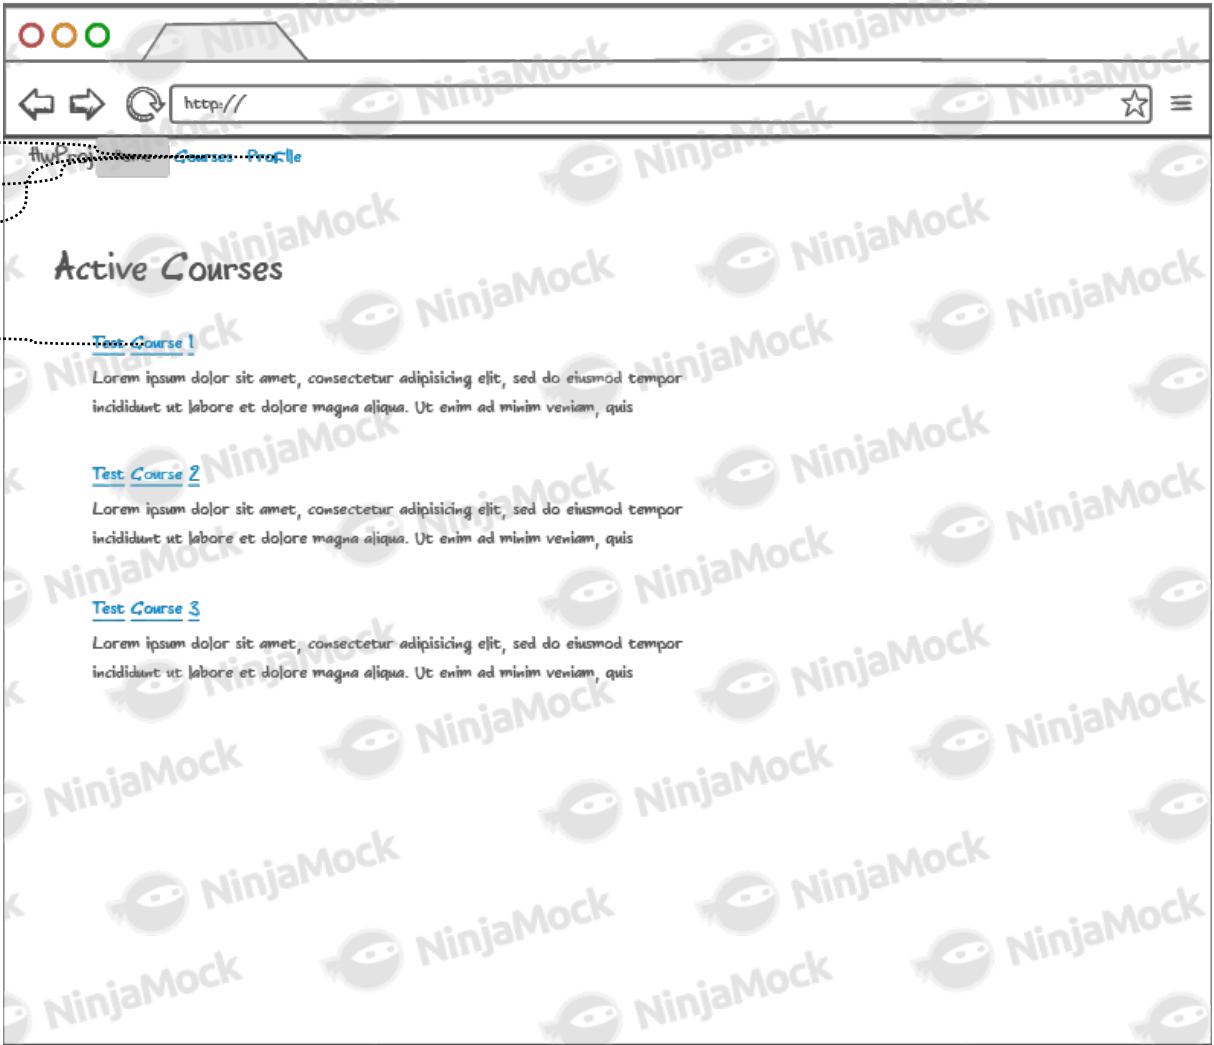 http://
HwProj Home Courses Profile
Active Courses
Test Course 1
Lorem ipsum dolor sit amet, consectetur adipisicing elit, sed do eiusmod tempor
incididunt ut labore et dolore magna aliqua. Ut enim ad minim veniam, quis
Test Course 2
Lorem ipsum dolor sit amet, consectetur adipisicing elit, sed do eiusmod tempor
incididunt ut labore et dolore magna aliqua. Ut enim ad minim veniam, quis
Test Course 3
Lorem ipsum dolor sit amet, consectetur adipisicing elit, sed do eiusmod tempor
incididunt ut labore et dolore magna aliqua. Ut enim ad minim veniam, quis
NinjaMock